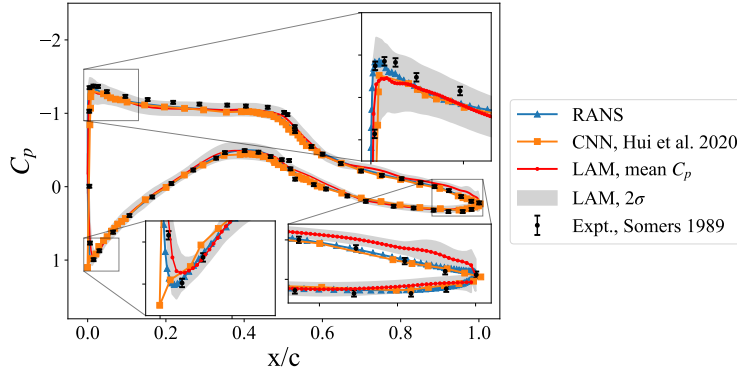 −2
−1
0
1
C_p
0.0
0.2
0.4
0.6
0.8
1.0
x/c
RANS
CNN, Hui et al. 2020
LAM, mean C_p
LAM, 2σ
Expt., Somers 1989